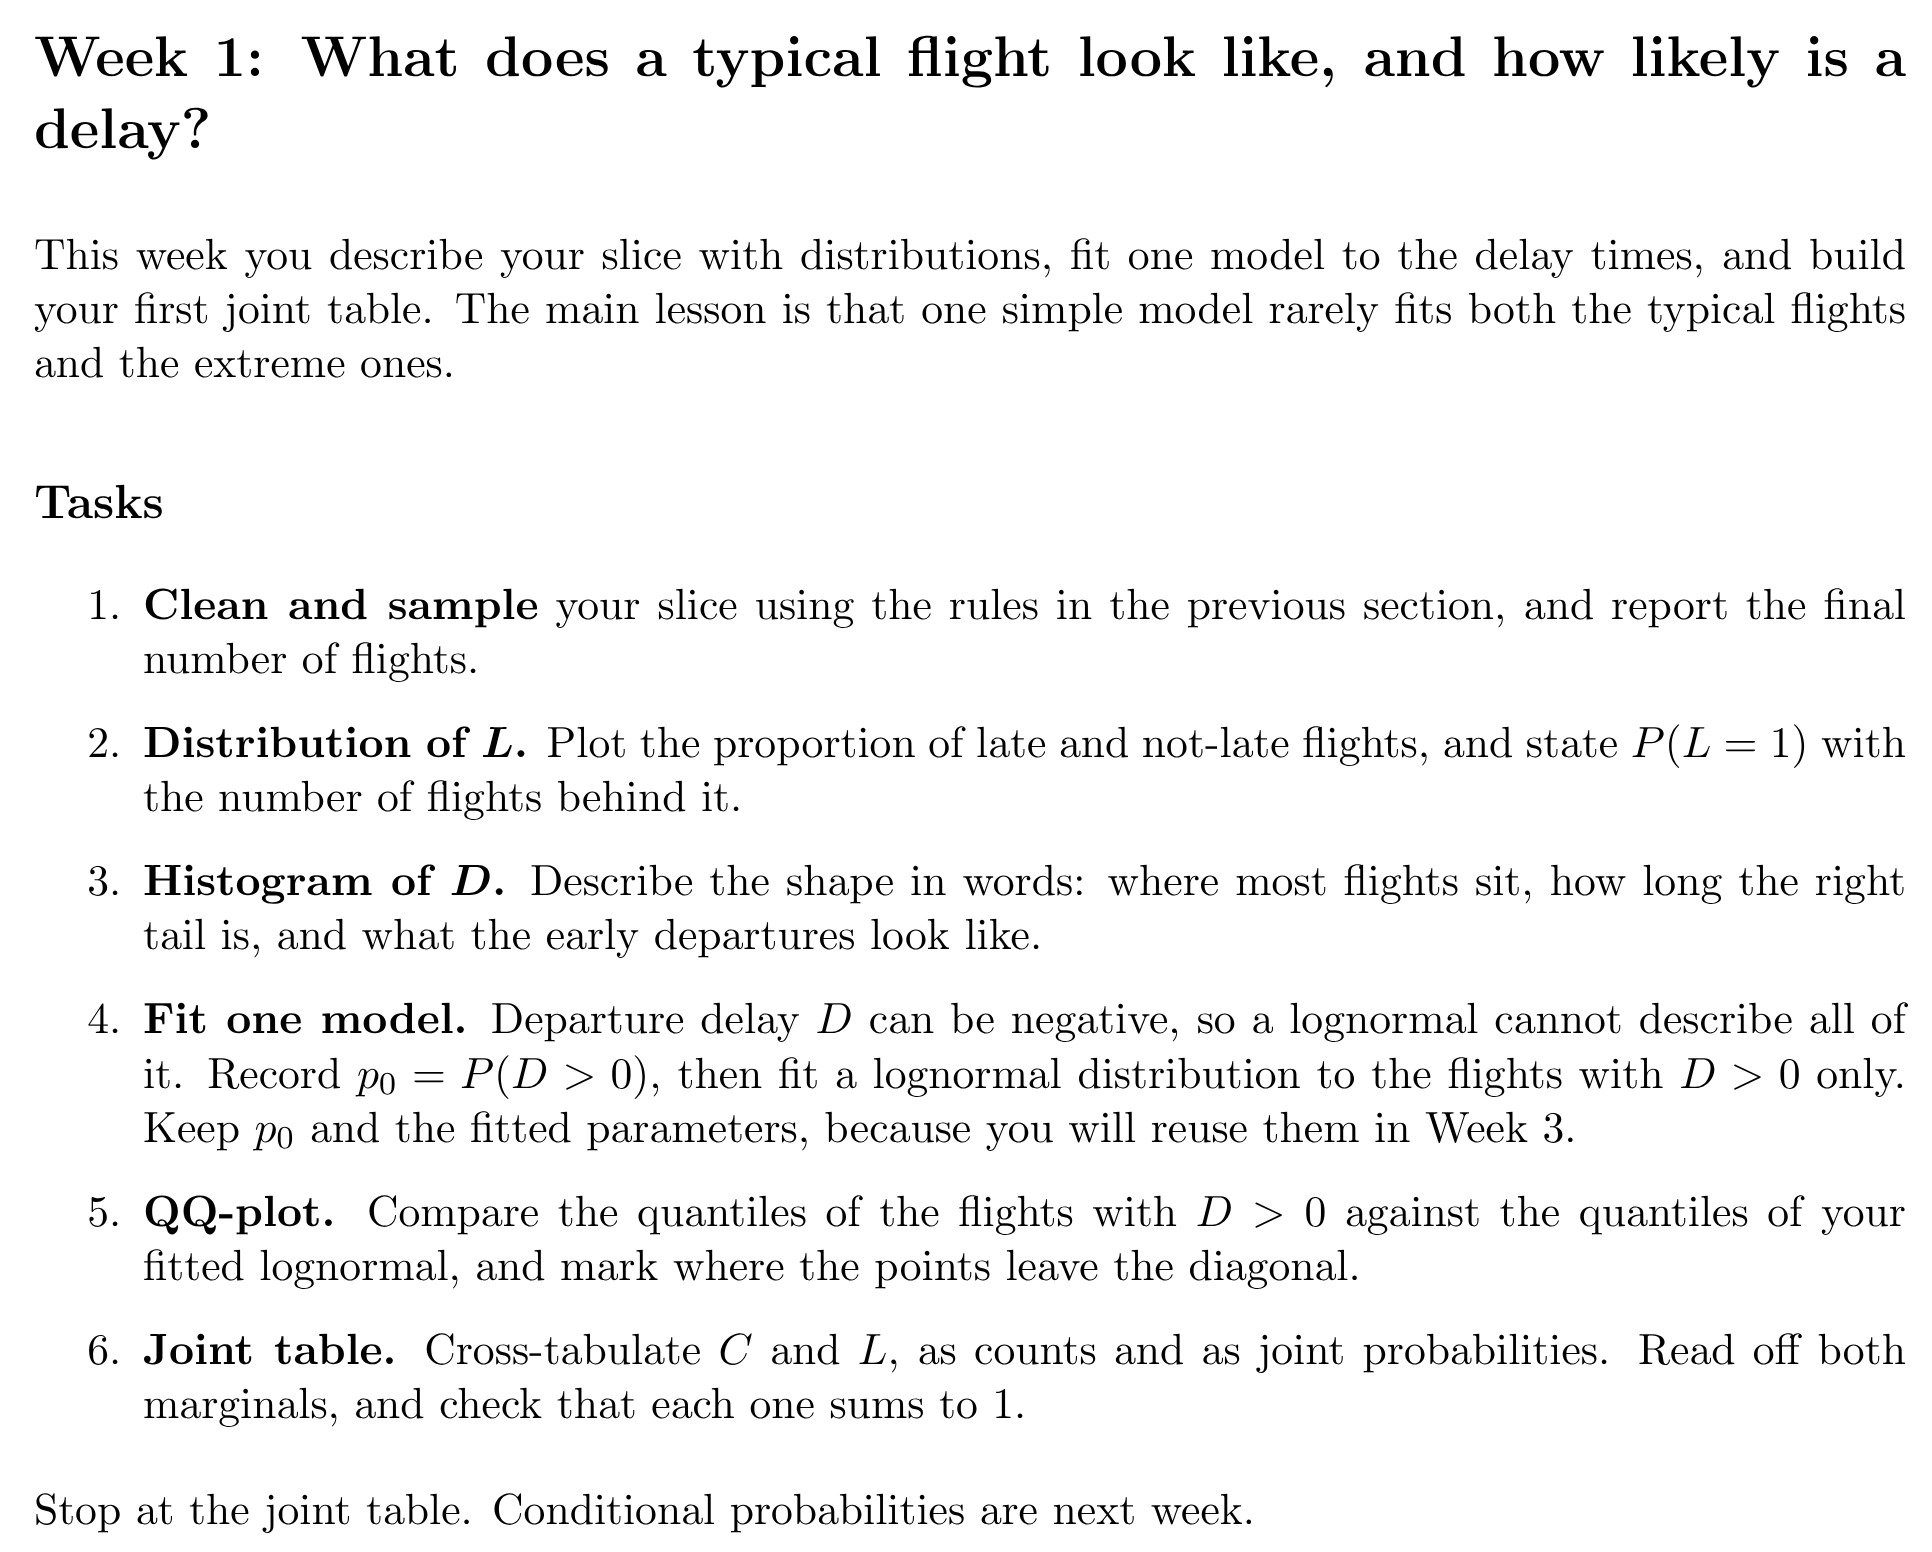 Week 1: What does a typical flight look like, and how likely is a
delay?
This week you describe your slice with distributions, fit one model to the delay times, and build
your first joint table. The main lesson is that one simple model rarely fits both the typical flights
and the extreme ones.
Tasks
1. Clean and sample your slice using the rules in the previous section, and report the final
number of flights.
2. Distribution of L. Plot the proportion of late and not-late flights, and state P(L = 1) with
the number of flights behind it.
3. Histogram of D. Describe the shape in words: where most flights sit, how long the right
tail is, and what the early departures look like.
4. Fit one model. Departure delay D can be negative, so a lognormal cannot describe all of
it. Record p₀ = P(D > 0), then fit a lognormal distribution to the flights with D > 0 only.
Keep p₀ and the fitted parameters, because you will reuse them in Week 3.
5. QQ-plot. Compare the quantiles of the flights with D > 0 against the quantiles of your
fitted lognormal, and mark where the points leave the diagonal.
6. Joint table. Cross-tabulate C and L, as counts and as joint probabilities. Read off both
marginals, and check that each one sums to 1.
Stop at the joint table. Conditional probabilities are next week.